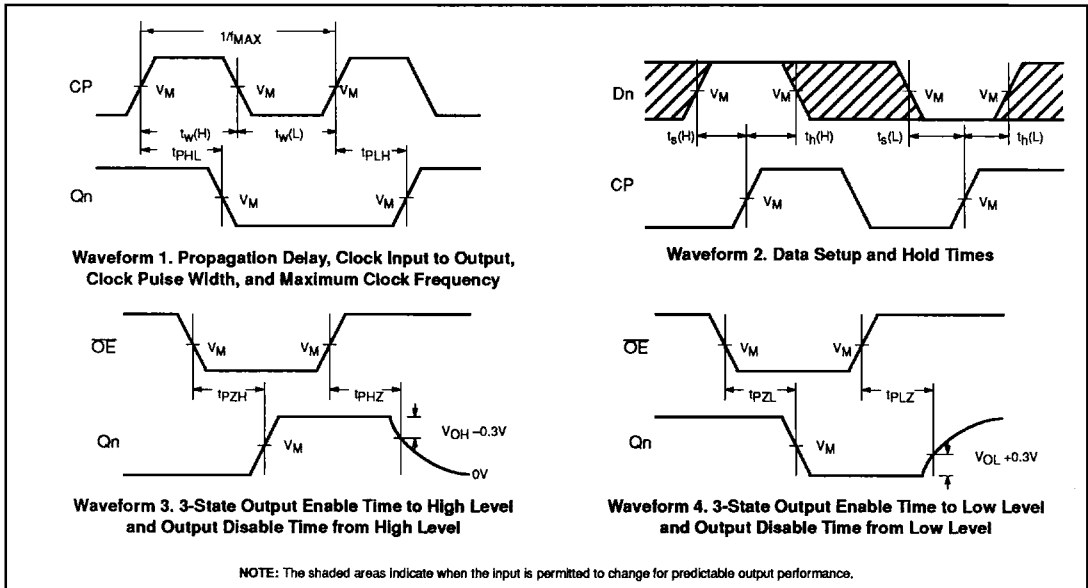 1/fMAX
CP
VM
VM
VM
tw(H)
tw(L)
tPHL
tPLH
Qn
VM
VM
Waveform 1. Propagation Delay, Clock Input to Output,
Clock Pulse Width, and Maximum Clock Frequency
Dn
VM
VM
VM
VM
ts(H)
th(H)
ts(L)
th(L)
CP
VM
VM
Waveform 2. Data Setup and Hold Times
OE
VM
VM
tPZH
tPHZ
Qn
VM
VOH –0.3V
0V
Waveform 3. 3-State Output Enable Time to High Level
and Output Disable Time from High Level
OE
VM
VM
tPZL
tPLZ
Qn
VM
VOL +0.3V
Waveform 4. 3-State Output Enable Time to Low Level
and Output Disable Time from Low Level
NOTE: The shaded areas indicate when the input is permitted to change for predictable output performance.